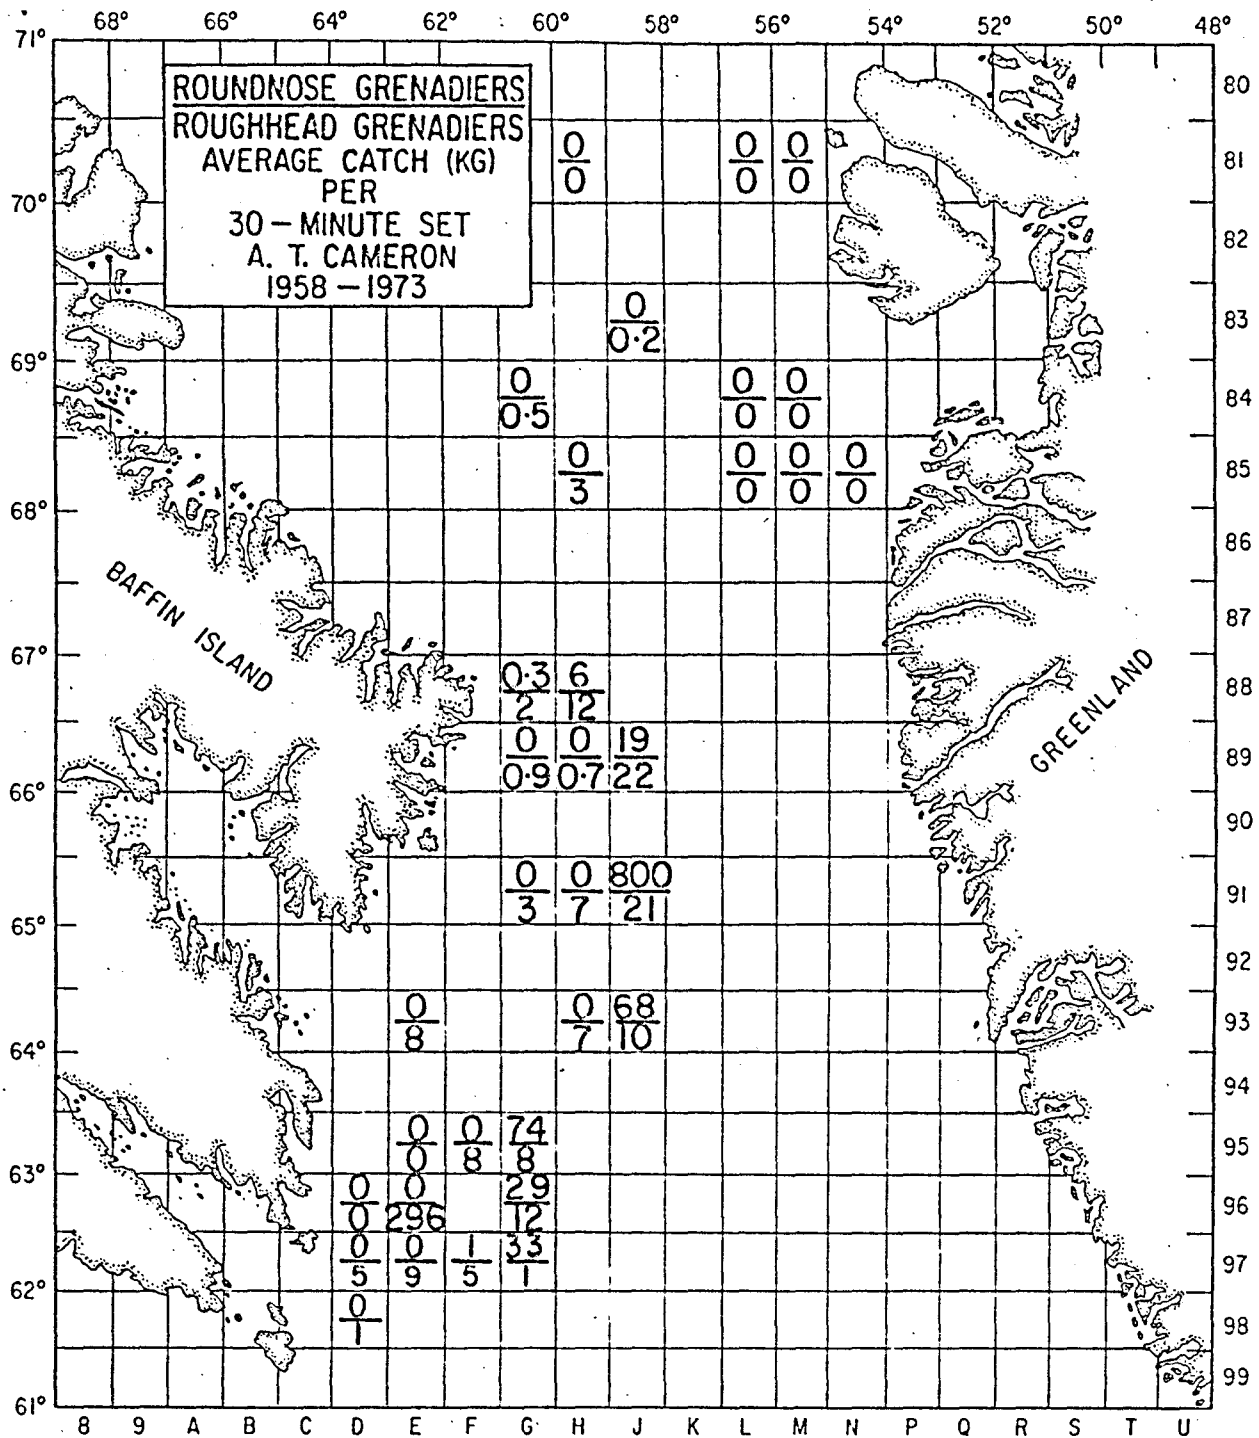 68° 66° 64° 62° 60° 58° 56° 54° 52° 50° 48°
71°
ROUNDNOSE GRENADIERS
ROUGHHEAD GRENADIERS
AVERAGE CATCH (KG)
PER
30-MINUTE SET
A. T. CAMERON
1958-1973
80
0 0 0
81
0 0 0
70°
82
0
83
0.2
69°
0 0 0
84
0.5 0 0
0 0 0 0
85
3 0 0 0
68°
86
BAFFIN ISLAND
87
67°
GREENLAND
0.3 6
88
2 12
0 0 19
89
0.9 0.7 22
66°
90
0 0 800
91
3 7 21
65°
92
0 0 68
93
8 7 10
64°
94
0 0 74
95
0 8 8
63°
0 0 29
96
0 296 12
0 0 1 33
97
5 9 5 1
62°
0
98
1
99
61°
8 9 A B C D E F G H J K L M N P Q R S T U